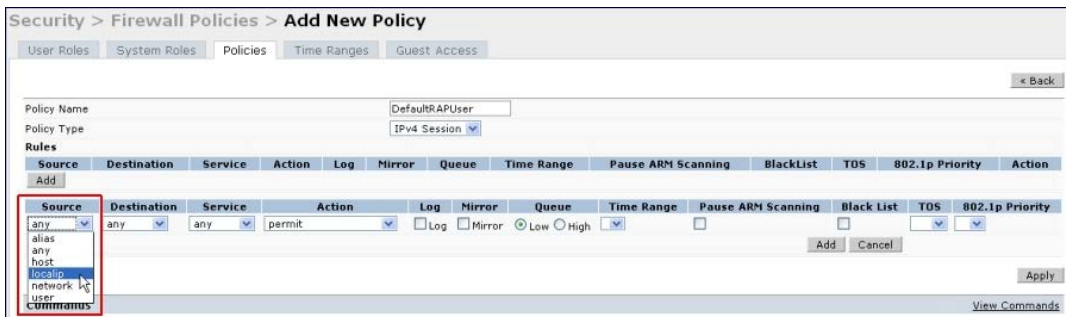 Security > Firewall Policies > Add New Policy
User Roles System Roles Policies Time Ranges Guest Access
< Back
Policy Name DefaultRAPUser
Policy Type IPv4 Session
Rules
Source Destination Service Action Log Mirror Queue Time Range Pause ARM Scanning BlackList TOS 802.1p Priority Action
Add
Source Destination Service Action Log Mirror Queue Time Range Pause ARM Scanning Black List TOS 802.1p Priority
any any any permit Log Mirror Low High
alias
any
host
localip
network
user
Add Cancel
Apply
Commands View Commands